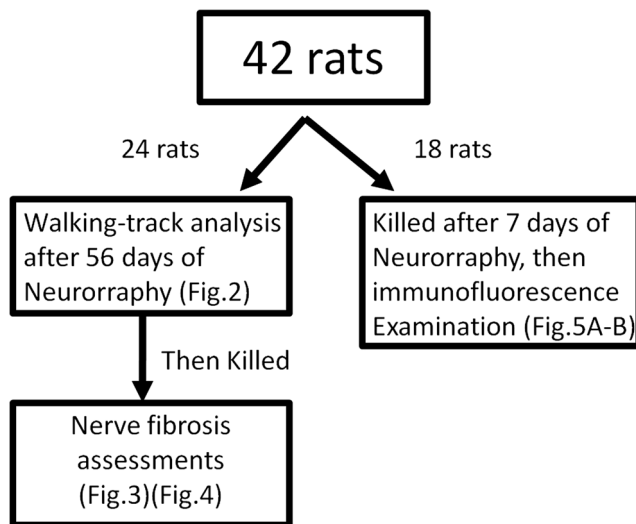 42 rats
24 rats
18 rats
Walking-track analysis
after 56 days of
Neurorraphy (Fig.2)
Killed after 7 days of
Neurorraphy, then
immunofluorescence
Examination (Fig.5A-B)
Then Killed
Nerve fibrosis
assessments
(Fig.3)(Fig.4)